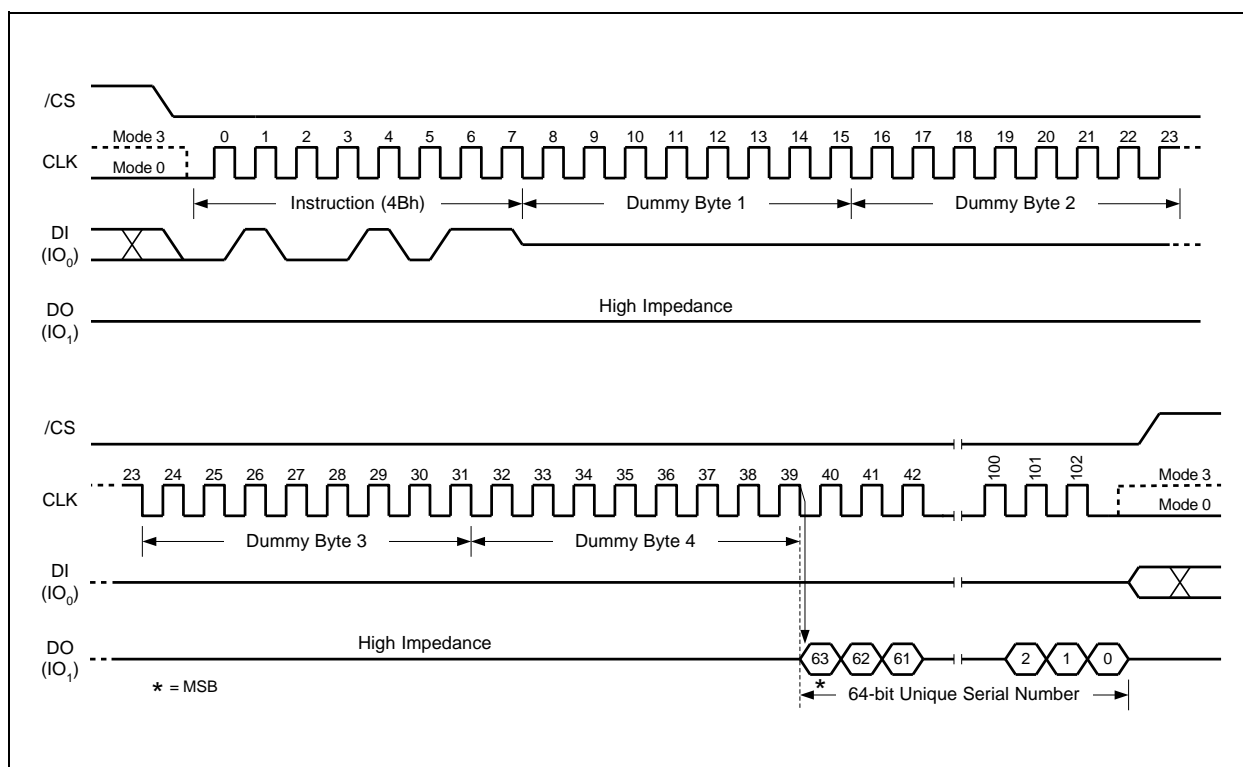 /CS
Mode 3
0 1 2 3 4 5 6 7 8 9 10 11 12 13 14 15 16 17 18 19 20 21 22 23
CLK
Mode 0
Instruction (4Bh)
Dummy Byte 1
Dummy Byte 2
DI
(IO0)
High Impedance
DO
(IO1)
/CS
23 24 25 26 27 28 29 30 31 32 33 34 35 36 37 38 39 40 41 42 100 101 102
Mode 3
CLK
Mode 0
Dummy Byte 3
Dummy Byte 4
DI
(IO0)
High Impedance
DO
(IO1)
63 62 61 2 1 0
* = MSB
*
64-bit Unique Serial Number